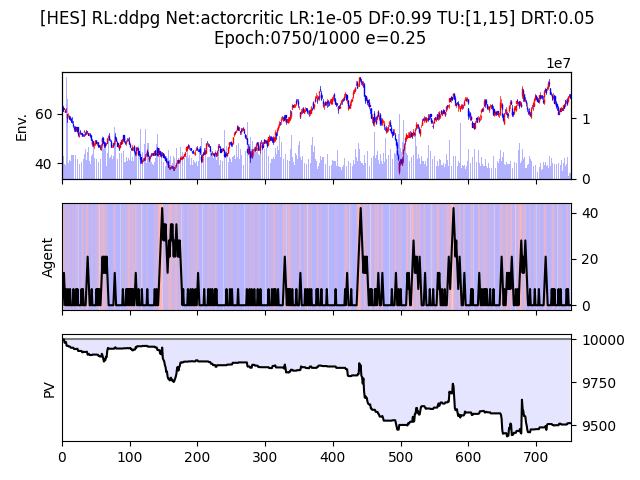 [HES] RL:ddpg Net:actorcritic LR:1e-05 DF:0.99 TU:[1,15] DRT:0.05
Epoch:0750/1000 e=0.25
1e7
Env.
60
40
1
0
Agent
40
20
0
PV
10000
9750
9500
0 100 200 300 400 500 600 700